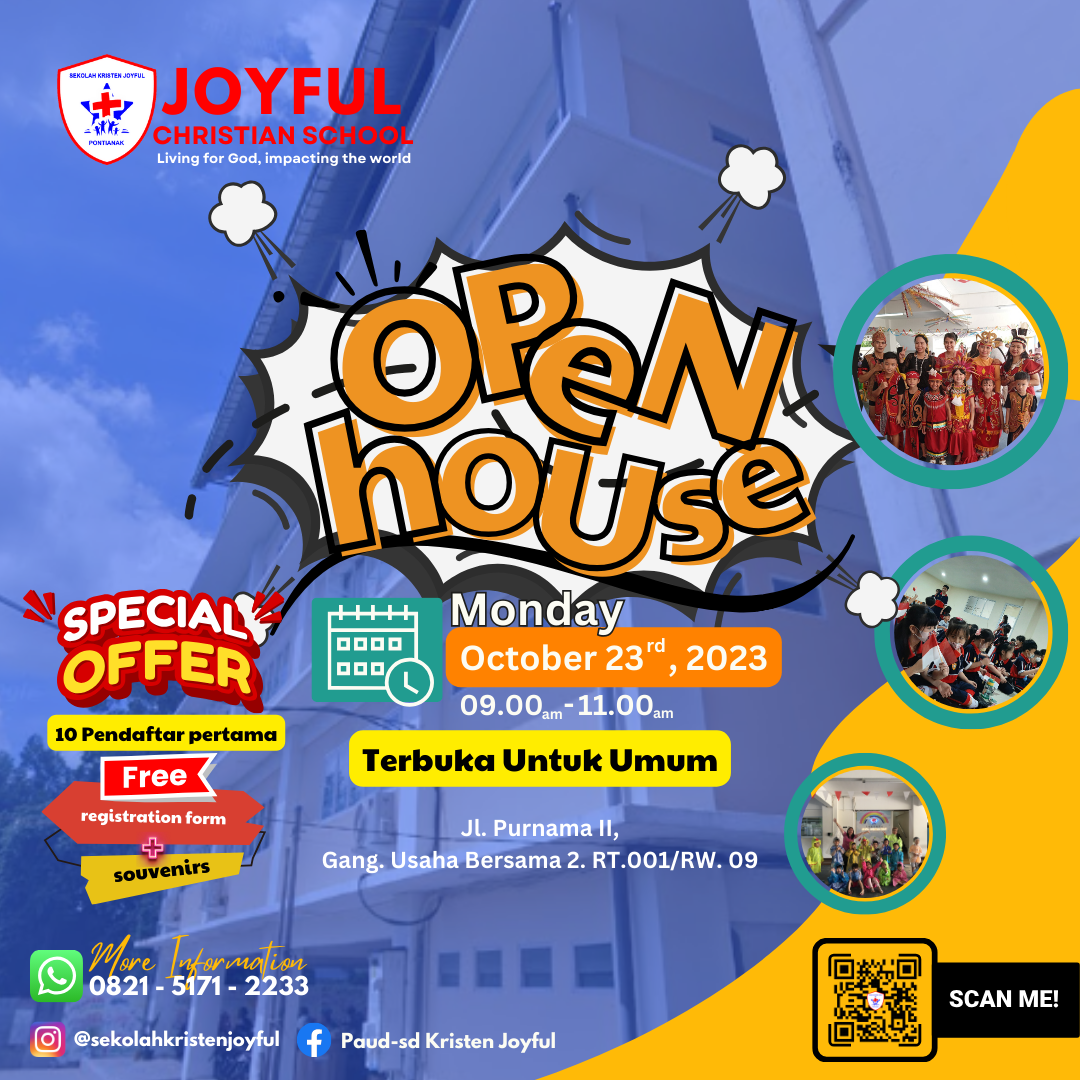 SEKOLAH KRISTEN JOYFUL
PONTIANAK
JOYFUL
CHRISTIAN SCHOOL
Living for God, impacting the world
OPeN
hOUse
SPECIAL
OFFER
10 Pendaftar pertama
Free
registration form
+
souvenirs
Monday
October 23rd, 2023
09.00am-11.00am
Terbuka Untuk Umum
Jl. Purnama II,
Gang. Usaha Bersama 2. RT.001/RW. 09
More Information
0821 - 5171 - 2233
@sekolahkristenjoyful
Paud-sd Kristen Joyful
SCAN ME!